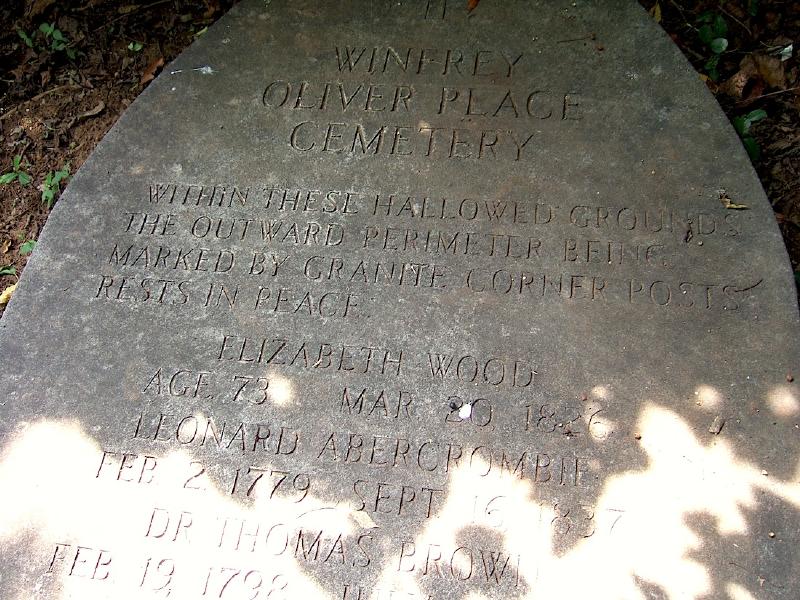 WINFREY
OLIVER PLACE
CEMETERY
WITHIN THESE HALLOWED GROUNDS
THE OUTWARD PERIMETER BEING
MARKED BY GRANITE CORNER POSTS
RESTS IN PEACE.
ELIZABETH WOOD
AGE 73 MAR 20 1826
LEONARD ABERCROMBIE
FEB. 2 1779 SEPT 16 1837
DR THOMAS BROWN
FEB 19, 1798